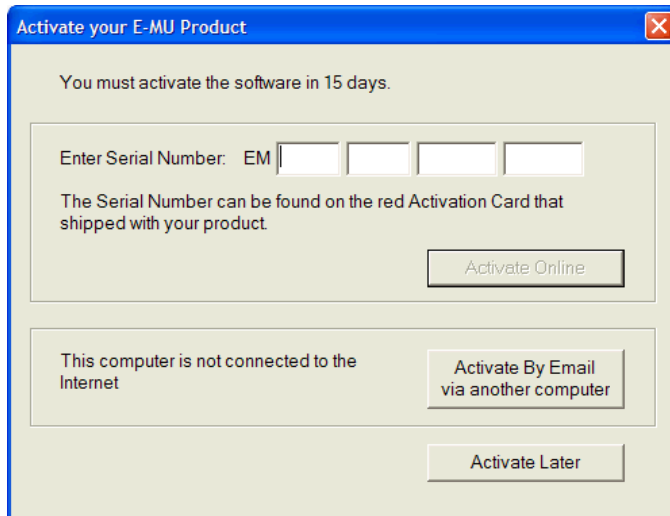 Activate your E-MU Product
You must activate the software in 15 days.
Enter Serial Number: EM
The Serial Number can be found on the red Activation Card that
shipped with your product.
Activate Online
This computer is not connected to the
Internet
Activate By Email
via another computer
Activate Later